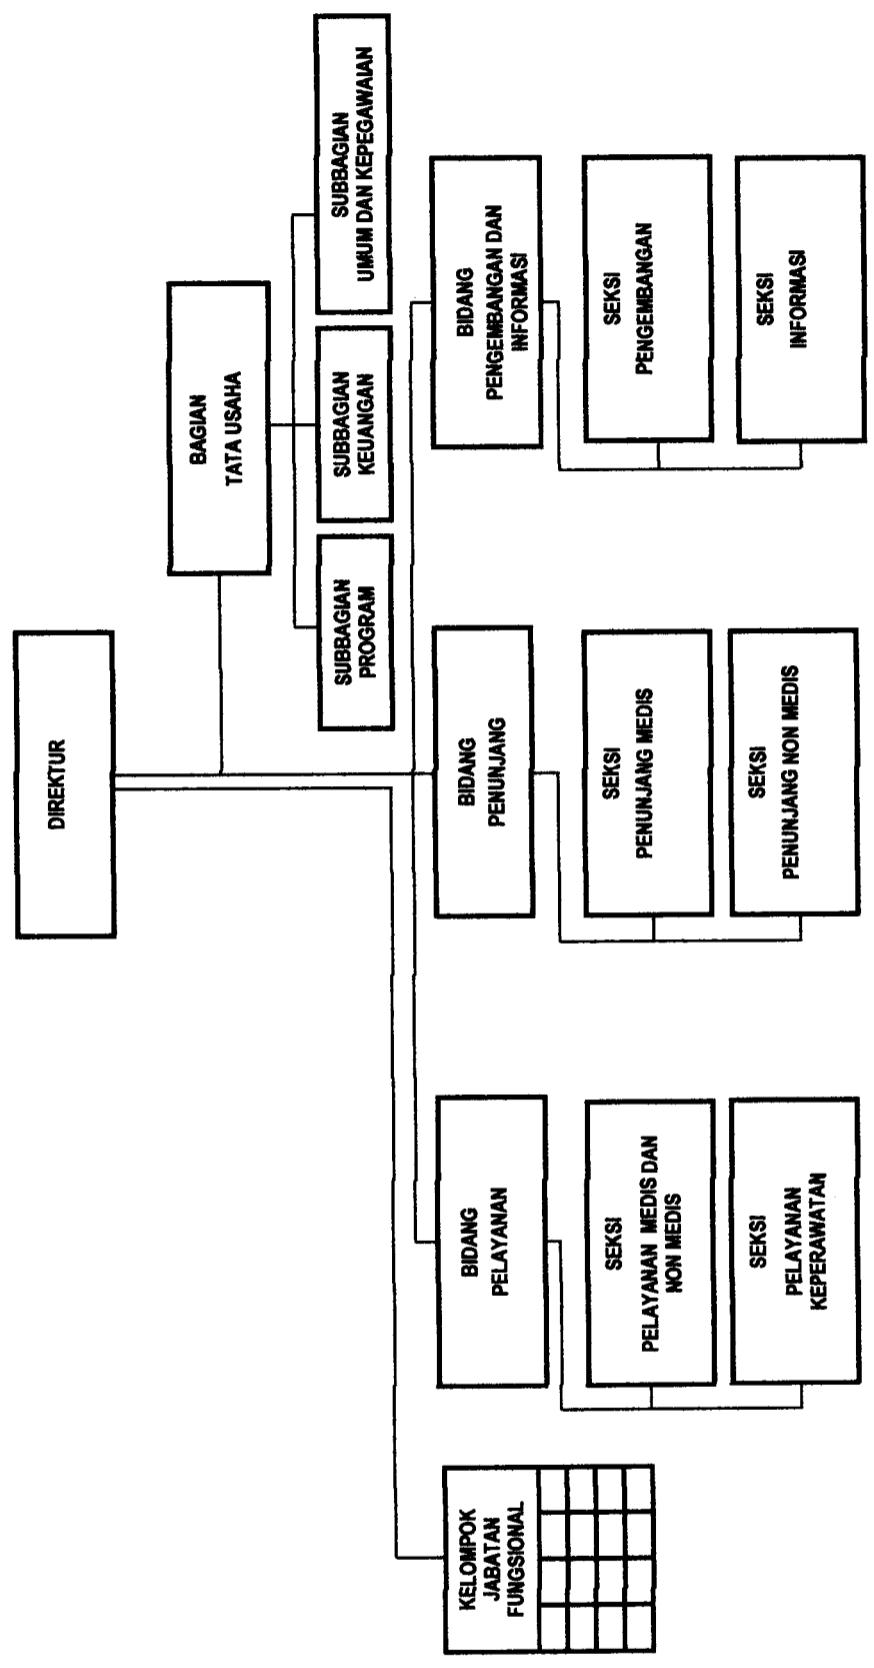 DIREKTUR
BAGIAN
TATA USAHA
SUBBAGIAN
PROGRAM
SUBBAGIAN
KEUANGAN
SUBBAGIAN
UMUM DAN KEPEGAWAIAN
KELOMPOK
JABATAN
FUNGSIONAL
BIDANG
PELAYANAN
BIDANG
PENUNJANG
BIDANG
PENGEMBANGAN DAN
INFORMASI
SEKSI
PELAYANAN MEDIS DAN
NON MEDIS
SEKSI
PENUNJANG MEDIS
SEKSI
PENGEMBANGAN
SEKSI
PELAYANAN
KEPERAWATAN
SEKSI
PENUNJANG NON MEDIS
SEKSI
INFORMASI